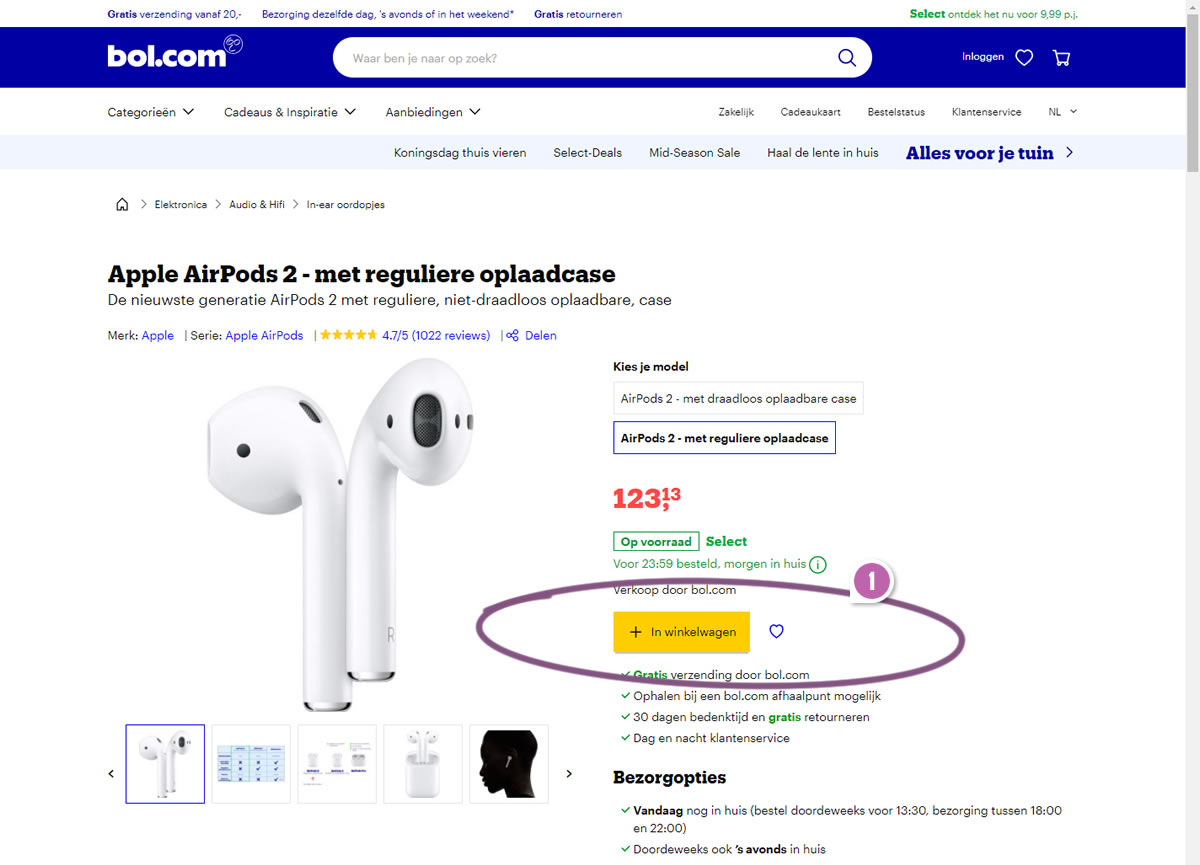 Gratis verzending vanaf 20,- Bezorging dezelfde dag, 's avonds of in het weekend* Gratis retourneren Select ontdek het nu voor 9,99 p.j.
bol.com Waar ben je naar op zoek? Inloggen
Categorieën Cadeaus & Inspiratie Aanbiedingen Zakelijk Cadeaukaart Bestelstatus Klantenservice NL
Koningsdag thuis vieren Select-Deals Mid-Season Sale Haal de lente in huis Alles voor je tuin
Elektronica Audio & Hifi In-ear oordopjes
Apple AirPods 2 - met reguliere oplaadcase
De nieuwste generatie AirPods 2 met reguliere, niet-draadloos oplaadbare, case
Merk: Apple | Serie: Apple AirPods | 4.7/5 (1022 reviews) | Delen
Kies je model
AirPods 2 - met draadloos oplaadbare case
AirPods 2 - met reguliere oplaadcase
123,13
Op voorraad Select
Voor 23:59 besteld, morgen in huis
1
Verkoop door bol.com
In winkelwagen
R
Gratis verzending door bol.com
Ophalen bij een bol.com afhaalpunt mogelijk
30 dagen bedenktijd en gratis retourneren
Dag en nacht klantenservice
Bezorgopties
Vandaag nog in huis (bestel doordeweeks voor 13:30, bezorging tussen 18:00
en 22:00)
Doordeweeks ook 's avonds in huis